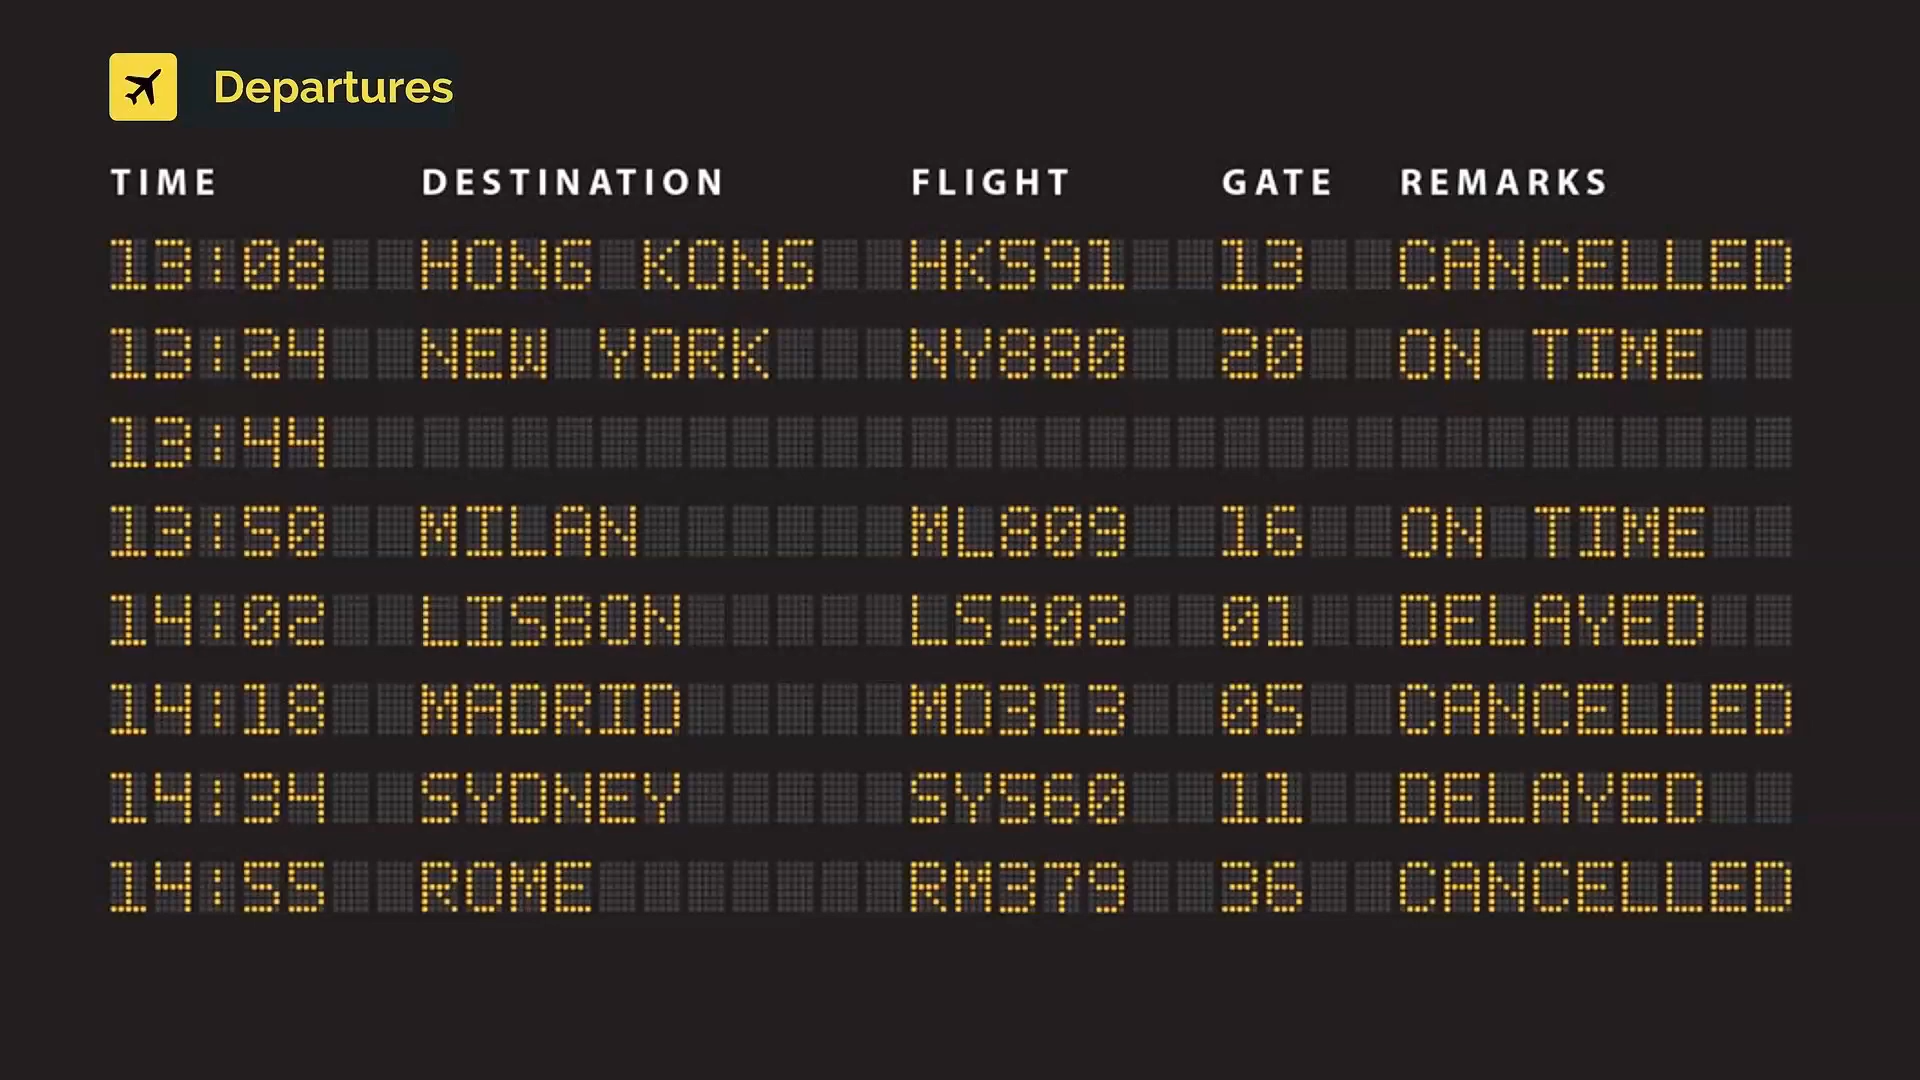 Departures
TIME DESTINATION FLIGHT GATE REMARKS
13:08 HONG KONG HK591 13 CANCELLED
13:24 NEW YORK NY880 20 ON TIME
13:44
13:50 MILAN ML809 16 ON TIME
14:02 LISBON LS302 01 DELAYED
14:18 MADRID MD313 05 CANCELLED
14:34 SYDNEY SY560 11 DELAYED
14:55 ROME RM379 36 CANCELLED